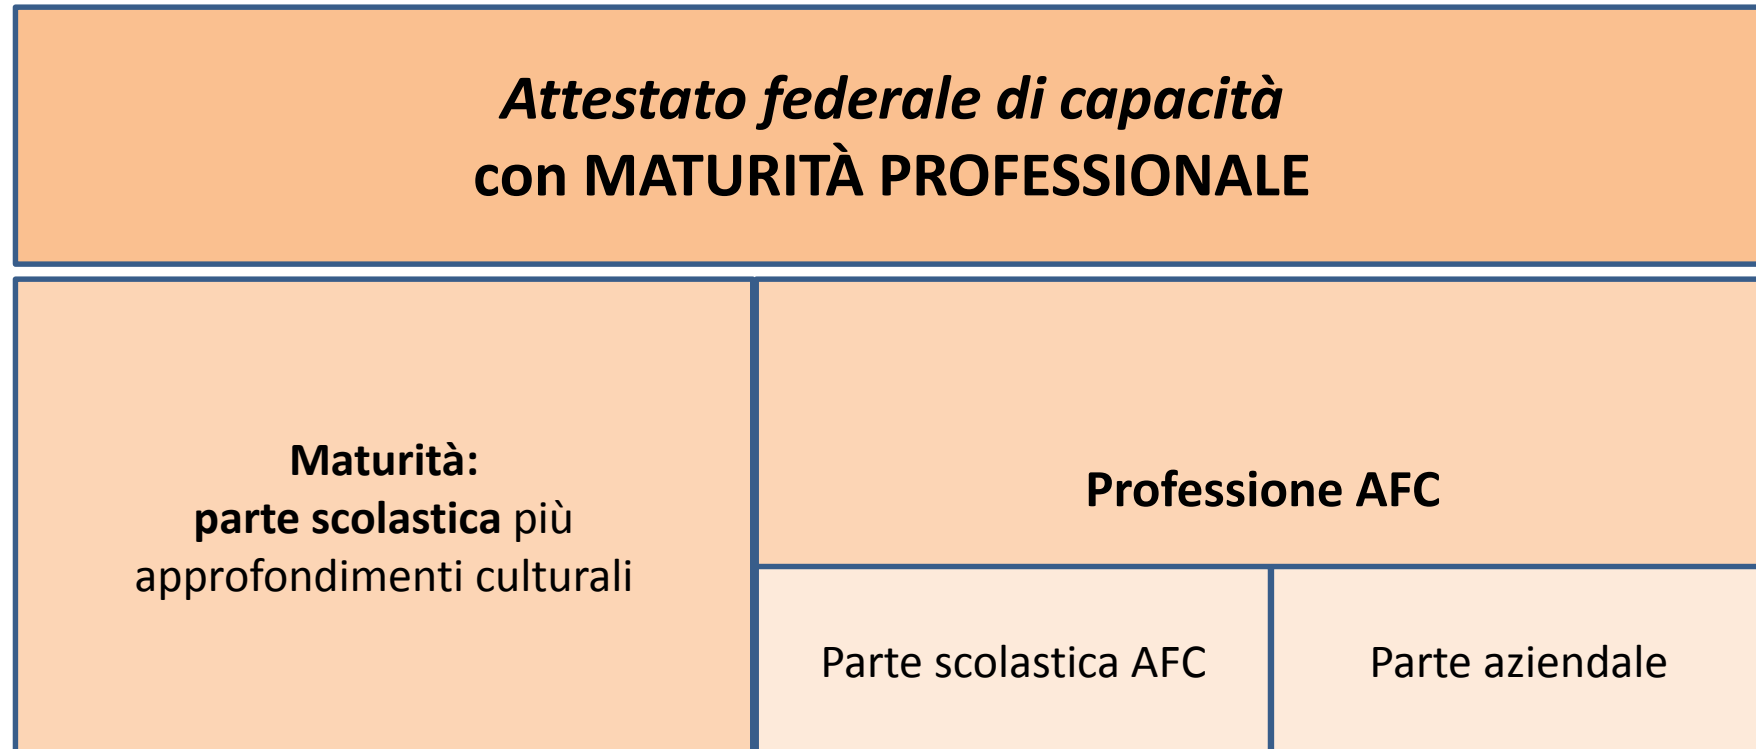 Attestato federale di capacità
con MATURITÀ PROFESSIONALE
Maturità:
parte scolastica più
approfondimenti culturali
Professione AFC
Parte scolastica AFC
Parte aziendale